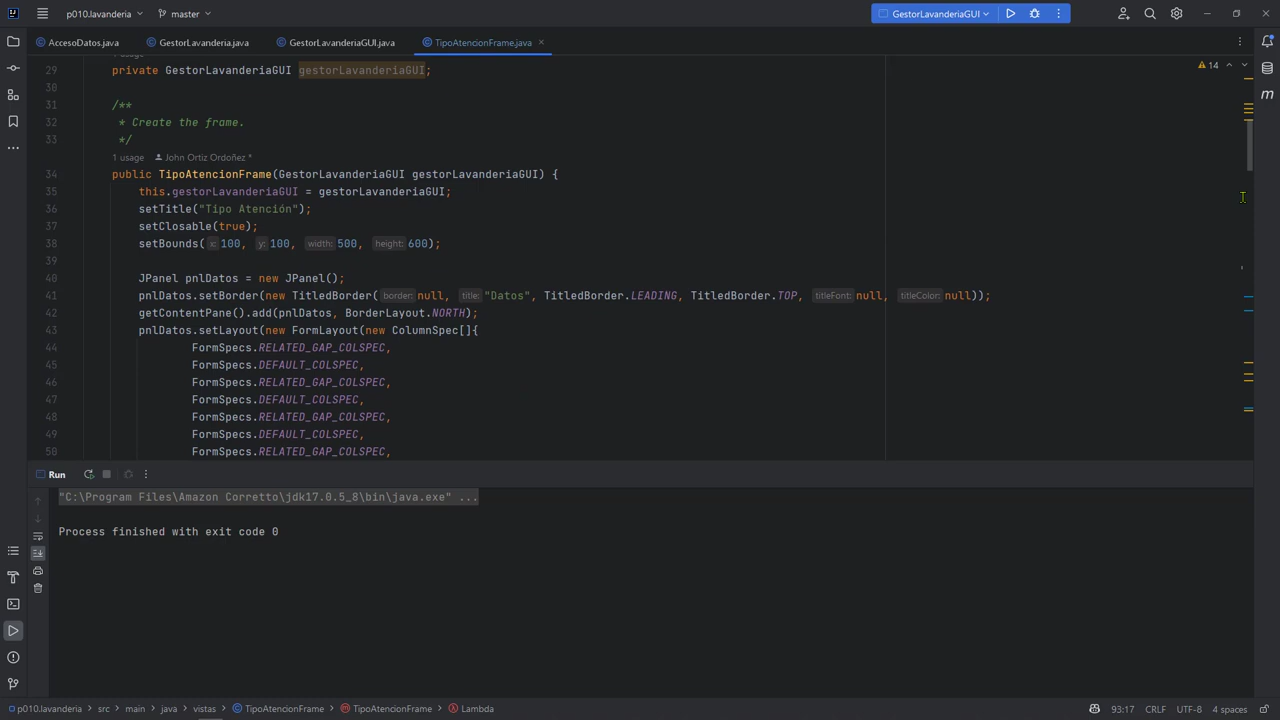 p010.lavanderia
master
GestorLavanderiaGUI
AccesoDatos.java
GestorLavanderia.java
GestorLavanderiaGUI.java
TipoAtencionFrame.java
14
29 private GestorLavanderiaGUI gestorLavanderiaGUI;
30
31 /**
32 * Create the frame.
33 */
1 usage John Ortiz Ordoñez *
34 public TipoAtencionFrame(GestorLavanderiaGUI gestorLavanderiaGUI) {
35 this.gestorLavanderiaGUI = gestorLavanderiaGUI;
36 setTitle("Tipo Atención");
37 setClosable(true);
38 setBounds( x: 100, y: 100, width: 500, height: 600);
39
40 JPanel pnlDatos = new JPanel();
41 pnlDatos.setBorder(new TitledBorder( border: null, title: "Datos", TitledBorder.LEADING, TitledBorder.TOP, titleFont: null, titleColor: null));
42 getContentPane().add(pnlDatos, BorderLayout.NORTH);
43 pnlDatos.setLayout(new FormLayout(new ColumnSpec[]{
44 FormSpecs.RELATED_GAP_COLSPEC,
45 FormSpecs.DEFAULT_COLSPEC,
46 FormSpecs.RELATED_GAP_COLSPEC,
47 FormSpecs.DEFAULT_COLSPEC,
48 FormSpecs.RELATED_GAP_COLSPEC,
49 FormSpecs.DEFAULT_COLSPEC,
50 FormSpecs.RELATED_GAP_COLSPEC,
Run
"C:\Program Files\Amazon Corretto\jdk17.0.5_8\bin\java.exe" ...
Process finished with exit code 0
p010.lavanderia
src
main
java
vistas
TipoAtencionFrame
TipoAtencionFrame
Lambda
93:17
CRLF
UTF-8
4 spaces